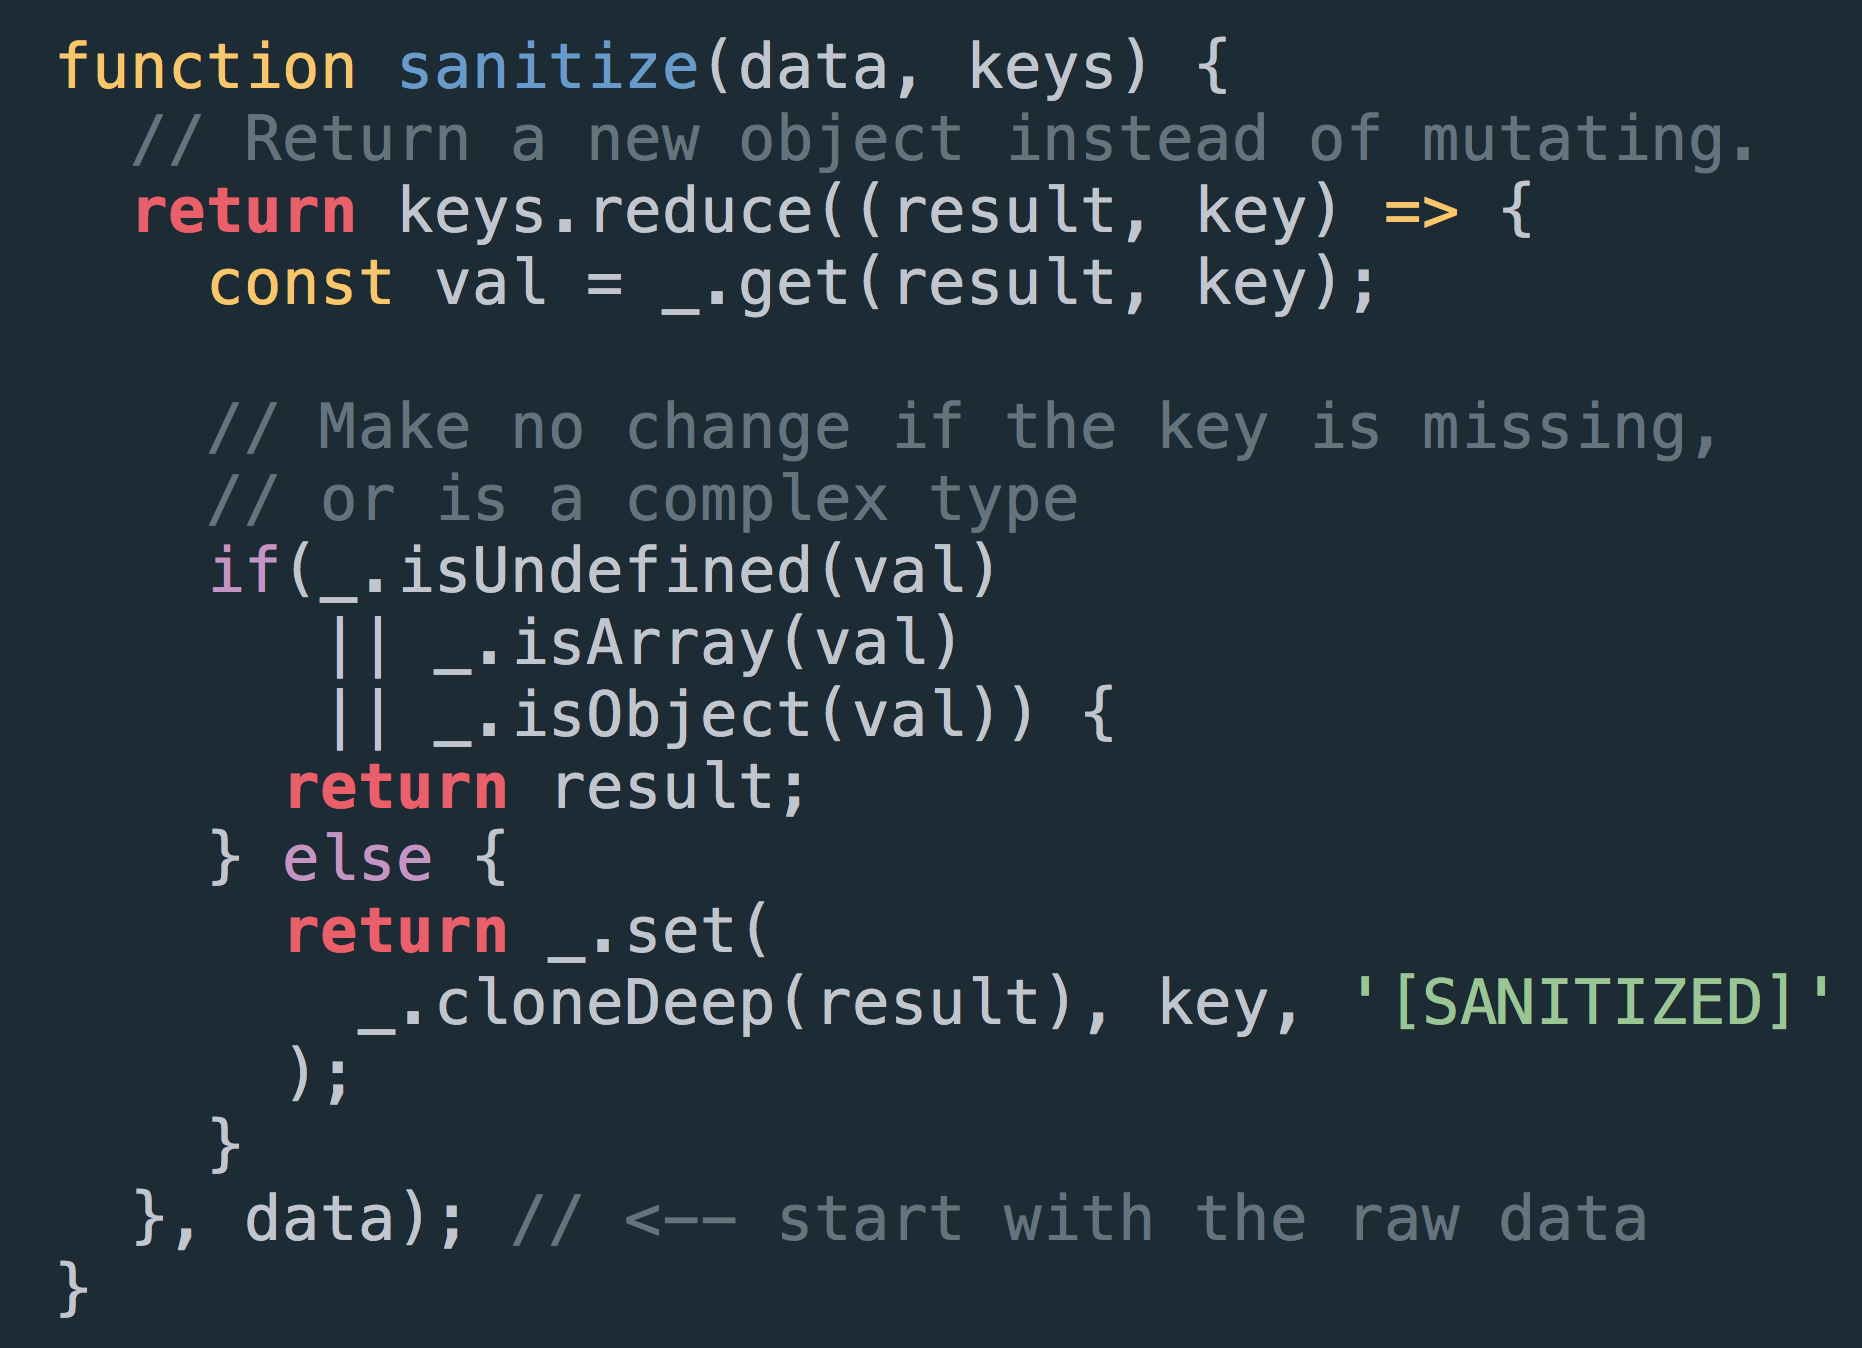 function sanitize(data, keys) {
  // Return a new object instead of mutating.
  return keys.reduce((result, key) => {
    const val = _.get(result, key);

    // Make no change if the key is missing,
    // or is a complex type
    if(_.isUndefined(val)
       || _.isArray(val)
       || _.isObject(val)) {
      return result;
    } else {
      return _.set(
        _.cloneDeep(result), key, '[SANITIZED]'
      );
    }
  }, data); // <-- start with the raw data
}